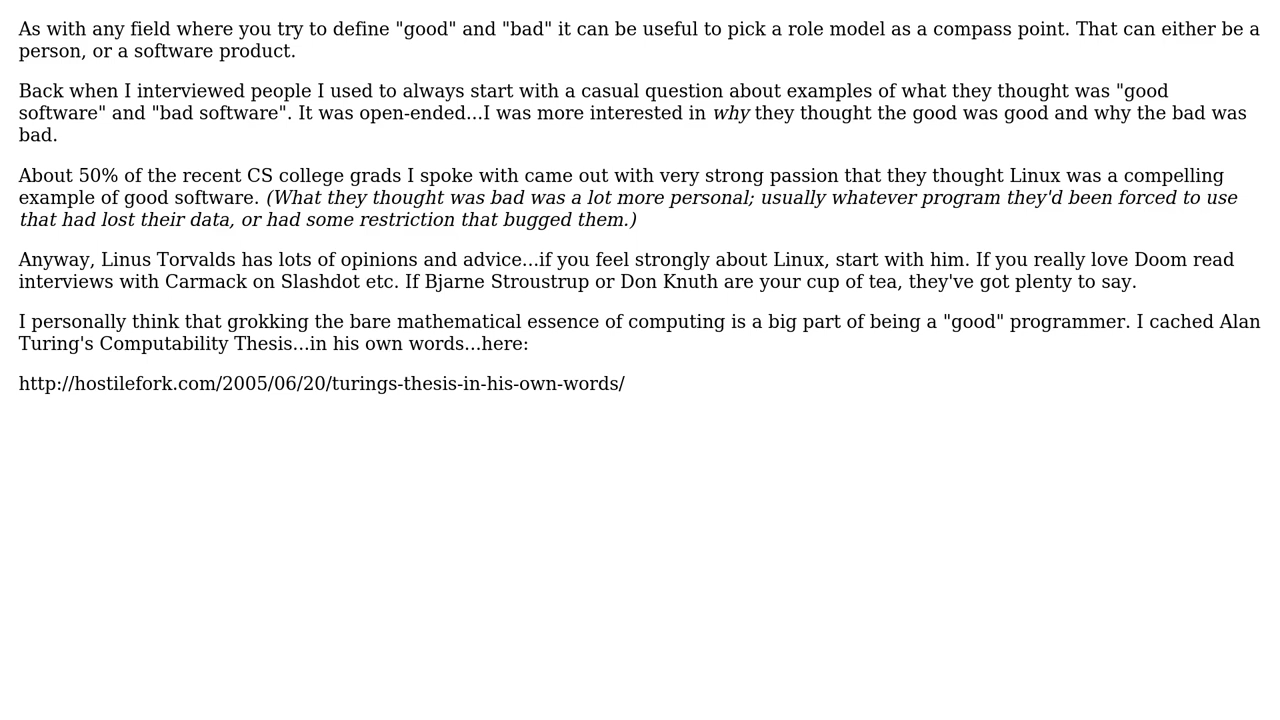 As with any field where you try to define "good" and "bad" it can be useful to pick a role model as a compass point. That can either be a
person, or a software product.
Back when I interviewed people I used to always start with a casual question about examples of what they thought was "good
software" and "bad software". It was open-ended...I was more interested in why they thought the good was good and why the bad was
bad.
About 50% of the recent CS college grads I spoke with came out with very strong passion that they thought Linux was a compelling
example of good software. (What they thought was bad was a lot more personal; usually whatever program they'd been forced to use
that had lost their data, or had some restriction that bugged them.)
Anyway, Linus Torvalds has lots of opinions and advice...if you feel strongly about Linux, start with him. If you really love Doom read
interviews with Carmack on Slashdot etc. If Bjarne Stroustrup or Don Knuth are your cup of tea, they've got plenty to say.
I personally think that grokking the bare mathematical essence of computing is a big part of being a "good" programmer. I cached Alan
Turing's Computability Thesis...in his own words...here:
http://hostilefork.com/2005/06/20/turings-thesis-in-his-own-words/